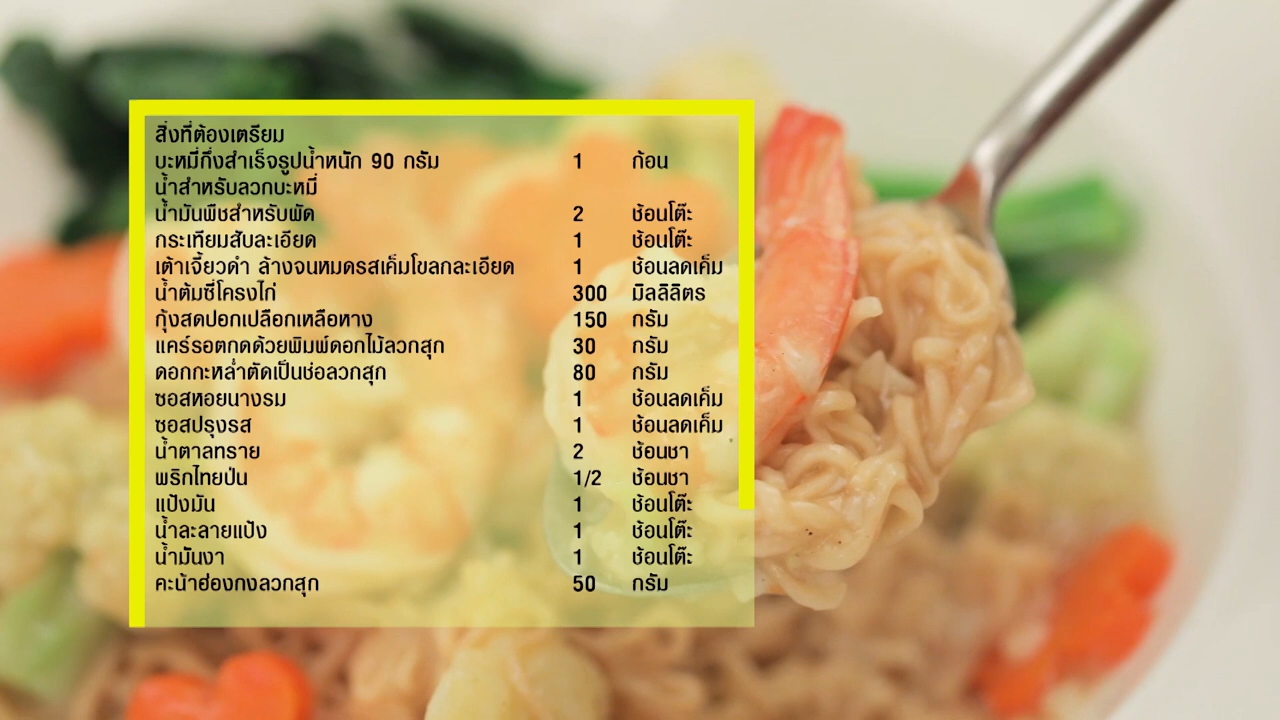 สิ่งที่ต้องเตรียม
บะหมี่กึ่งสำเร็จรูปน้ำหนัก 90 กรัม 1 ก้อน
น้ำสำหรับลวกบะหมี่
น้ำมันพืชสำหรับผัด 2 ช้อนโต๊ะ
กระเทียมสับละเอียด 1 ช้อนโต๊ะ
เต้าเจี้ยวดำ ล้างจนหมดรสเค็มโขลกละเอียด 1 ช้อนลดเค็ม
น้ำต้มซี่โครงไก่ 300 มิลลิลิตร
กุ้งสดปอกเปลือกเหลือหาง 150 กรัม
แคร์รอตกดด้วยพิมพ์ดอกไม้ลวกสุก 30 กรัม
ดอกกะหล่ำตัดเป็นช่อลวกสุก 80 กรัม
ซอสหอยนางรม 1 ช้อนลดเค็ม
ซอสปรุงรส 1 ช้อนลดเค็ม
น้ำตาลทราย 2 ช้อนชา
พริกไทยป่น 1/2 ช้อนชา
แป้งมัน 1 ช้อนโต๊ะ
น้ำละลายแป้ง 1 ช้อนโต๊ะ
น้ำมันงา 1 ช้อนโต๊ะ
คะน้าฮ่องกงลวกสุก 50 กรัม